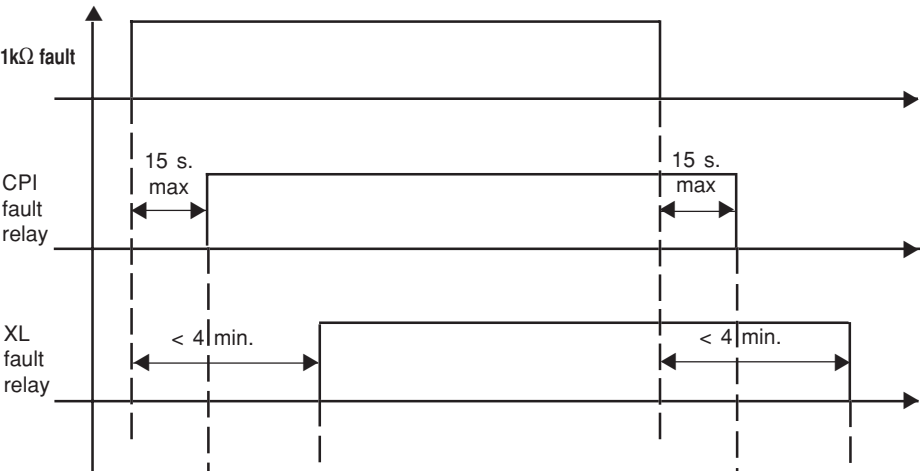 1kΩ fault
15 s.
max
15 s.
max
CPI
fault
relay
< 4 min.
< 4 min.
XL
fault
relay